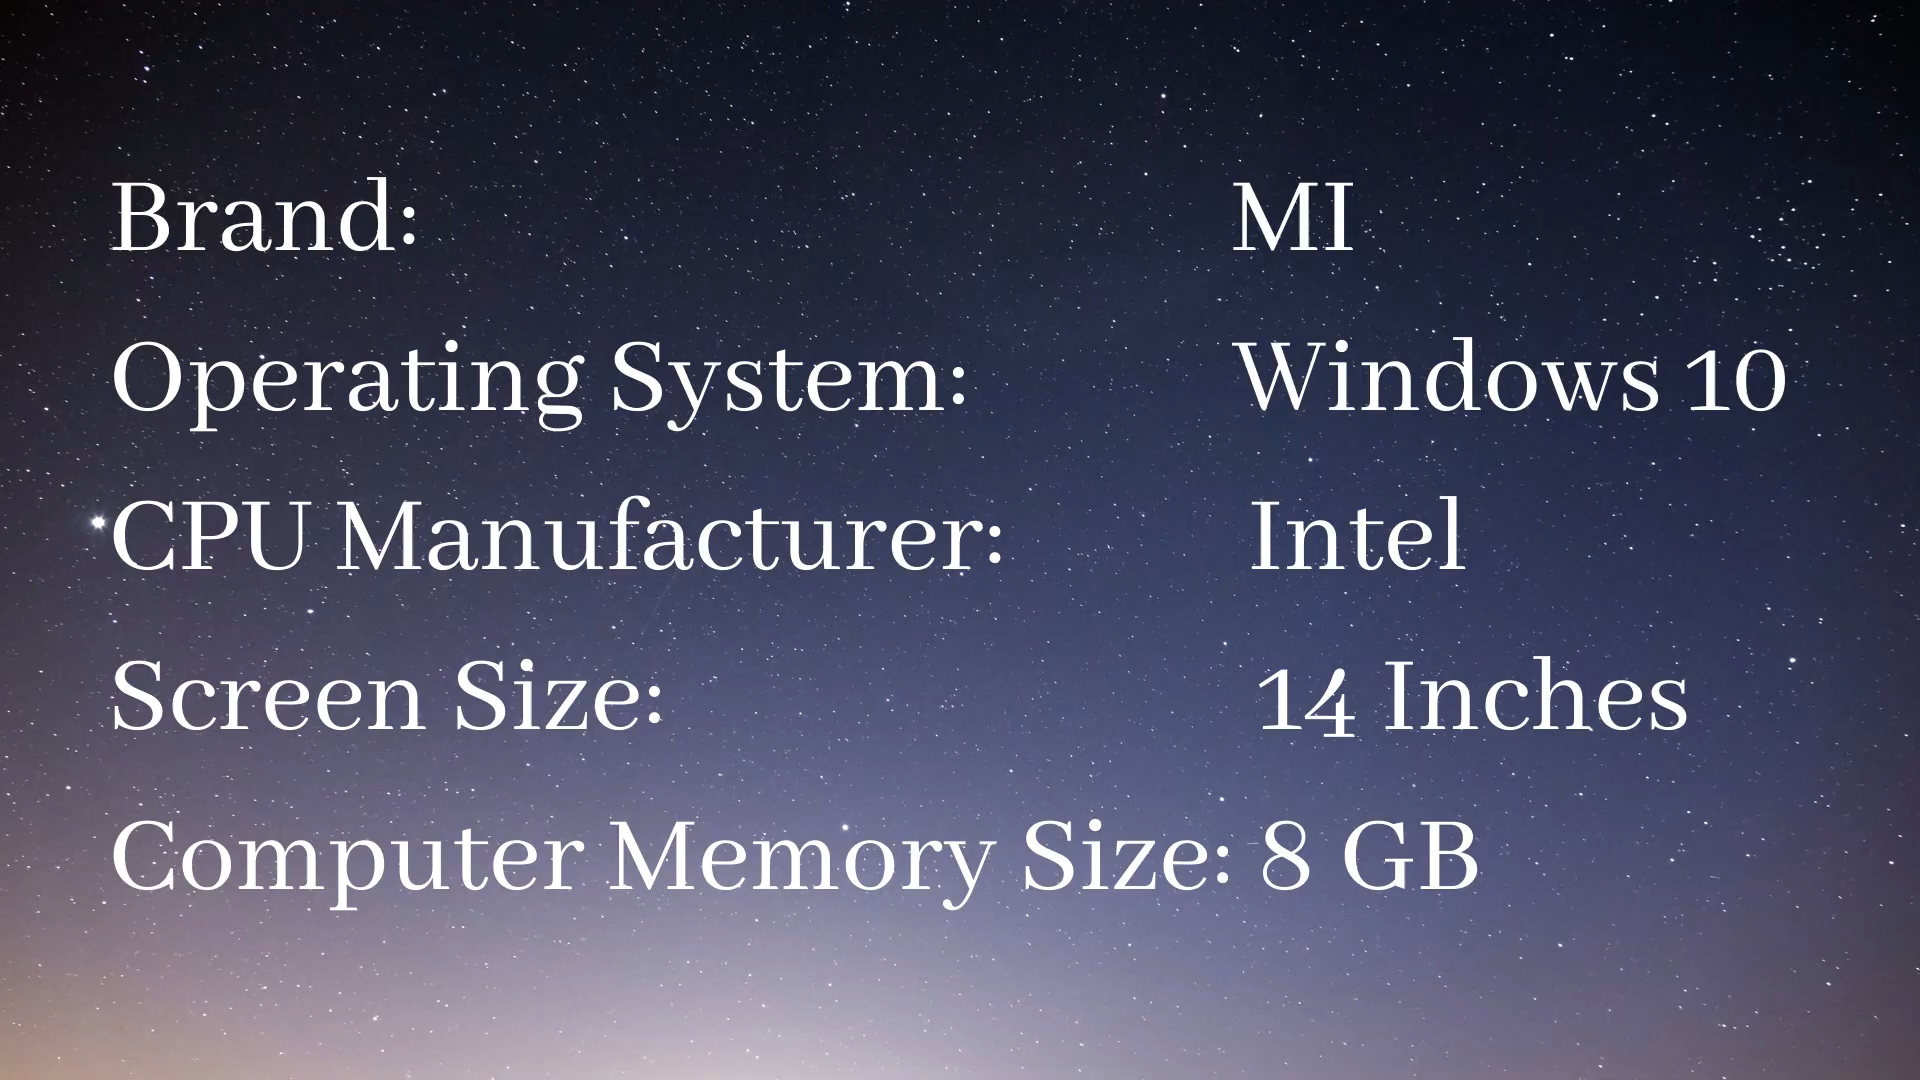 Brand: MI
Operating System: Windows 10
CPU Manufacturer: Intel
Screen Size: 14 Inches
Computer Memory Size: 8 GB